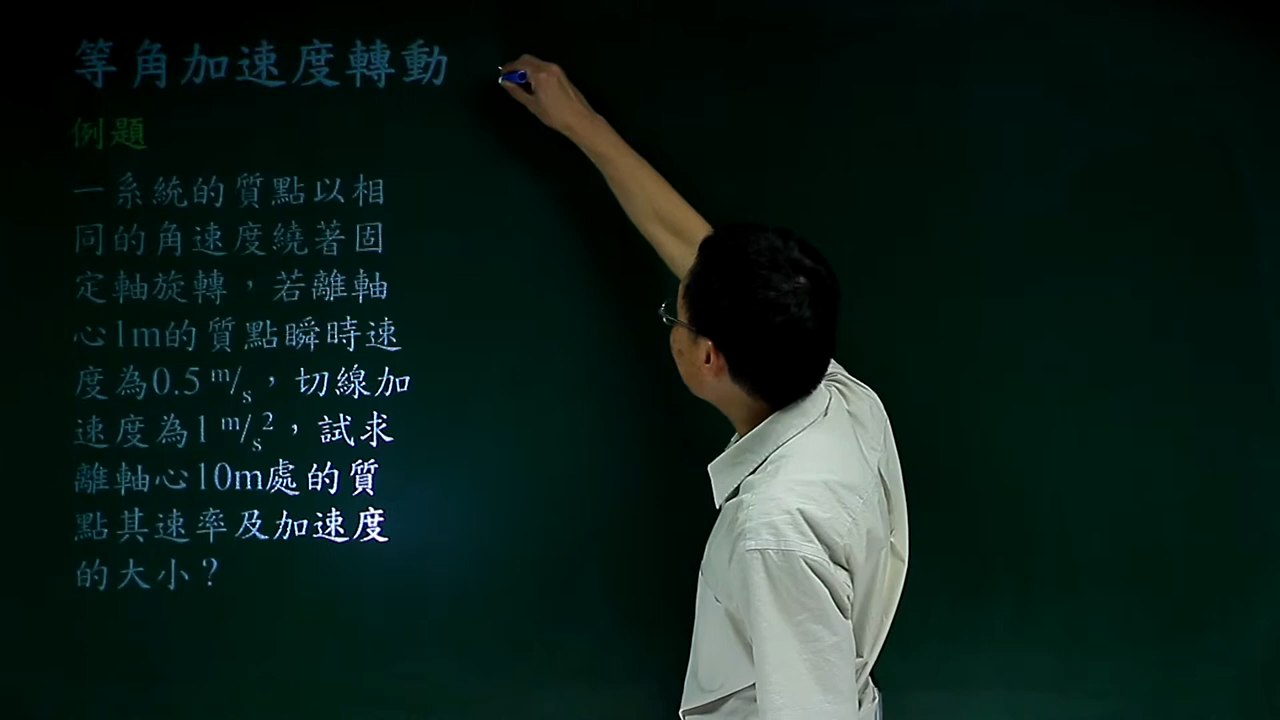 等角加速度轉動
例題
一系統的質點以相
同的角速度繞著固
定軸旋轉，若離軸
心1m的質點瞬時速
度為0.5 m/s，切線加
速度為1 m/s²，試求
離軸心10m處的質
點其速率及加速度
的大小？